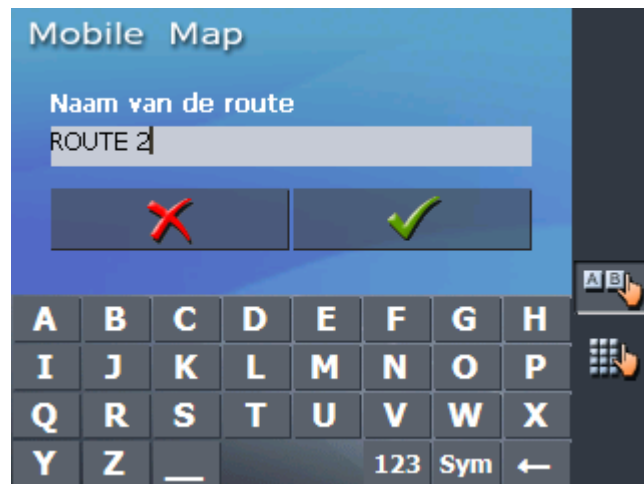 Mobile Map
Naam van de route
ROUTE 2
A B
A B C D E F G H
I J K L M N O P
Q R S T U V W X
Y Z _ 123 Sym ←